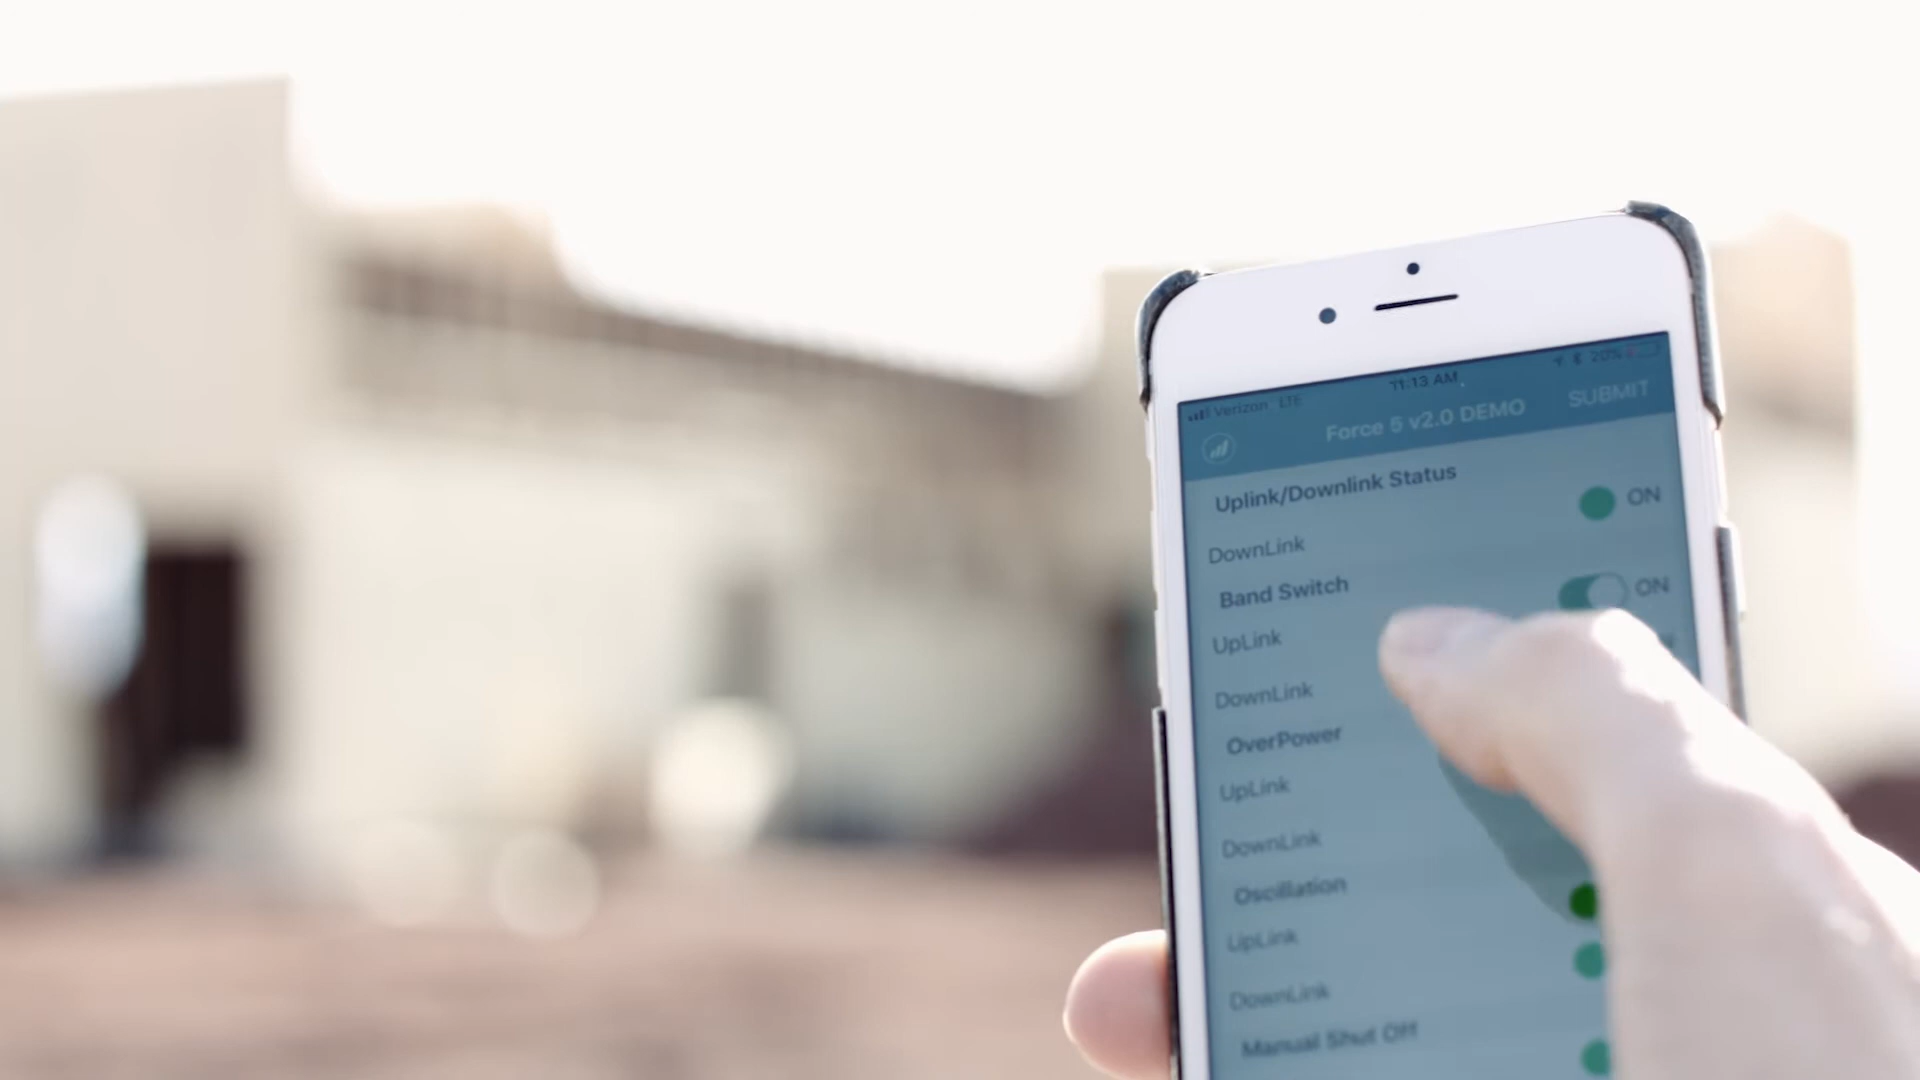 Verizon LTE 11:13 AM 20%
Force 5 v2.0 DEMO SUBMIT
Uplink/Downlink Status
ON
DownLink
Band Switch
ON
UpLink
DownLink
OverPower
UpLink
DownLink
Oscillation
UpLink
DownLink
Manual Shut Off